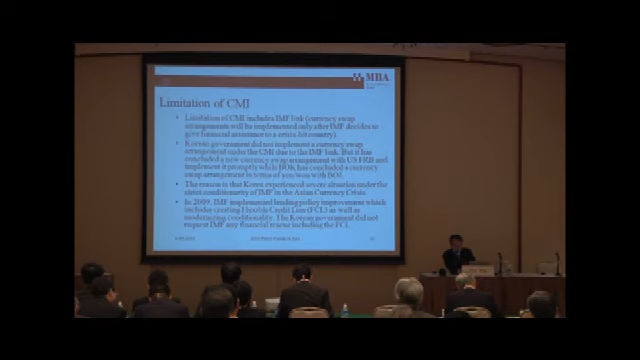 MBA
Limitation of CMI
• Limitation of CMI includes IMF link (currency swap
arrangements will be implemented only after IMF decides to
give financial assistance to a crisis-hit country).
• Korean government did not implement a currency swap
arrangement under the CMI due to the IMF link. But it has
concluded a new currency swap arrangement with US FRB and
implement it promptly while BOK has concluded a currency
swap arrangement in terms of yen/won with BOJ.
• The reason is that Korea experienced severe situation under the
strict conditionality of IMF in the Asian Currency Crisis.
• In 2009, IMF implemented lending policy improvement which
includes creating Flexible Credit Line (FCL) as well as
modernizing conditionality. The Korean government did not
request IMF any financial rescue including the FCL